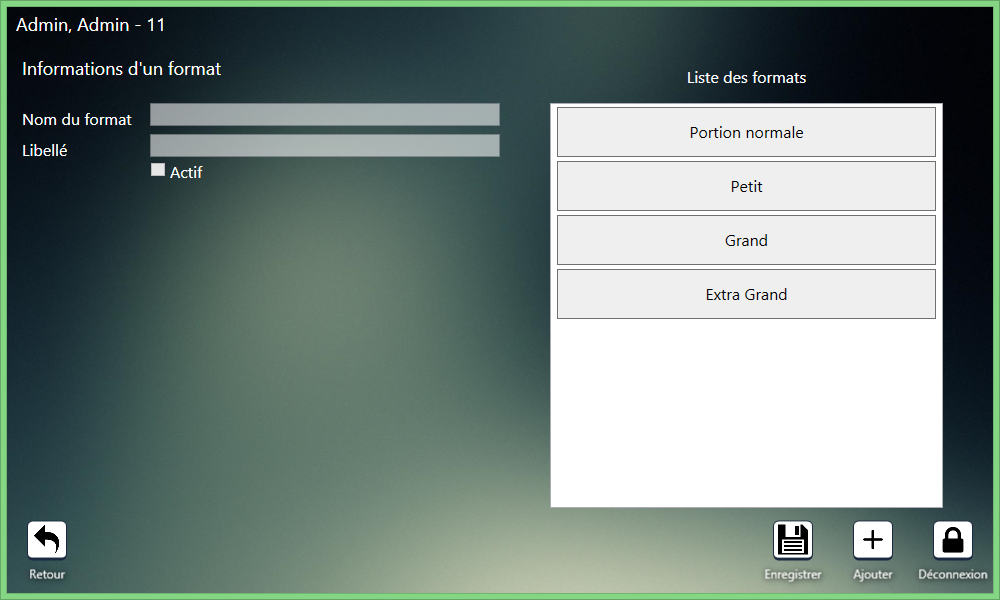 Admin, Admin - 11
Informations d'un format
Liste des formats
Nom du format
Libellé
Actif
Portion normale
Petit
Grand
Extra Grand
Retour
Enregistrer
Ajouter
Déconnexion